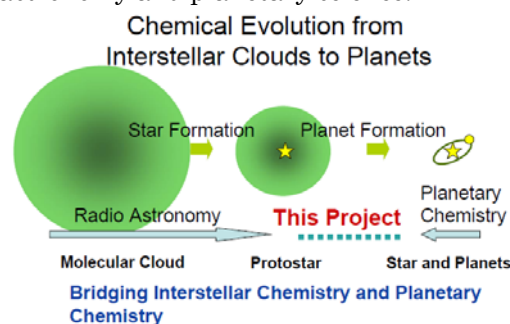 Chemical Evolution from
Interstellar Clouds to Planets
Star Formation
Planet Formation
Radio Astronomy
This Project
Planetary
Chemistry
Molecular Cloud
Protostar
Star and Planets
Bridging Interstellar Chemistry and Planetary
Chemistry